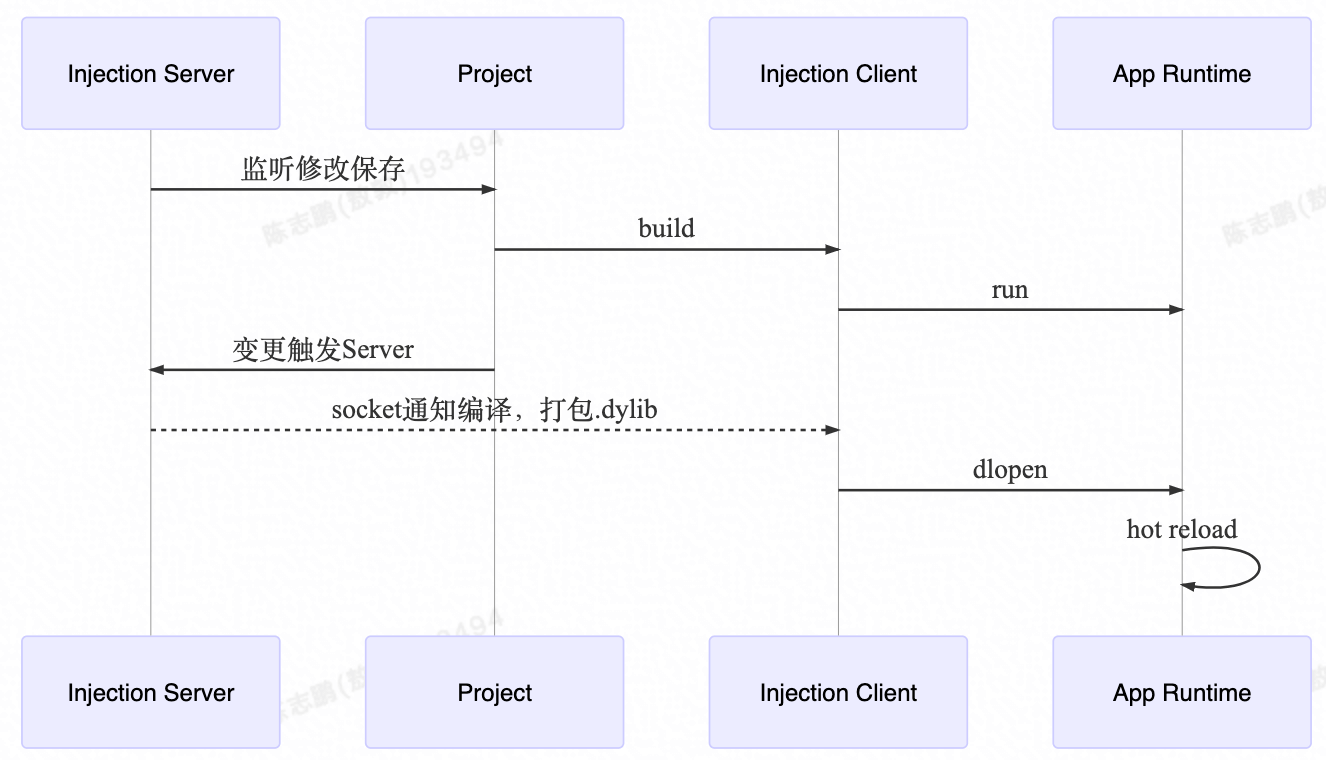 Injection Server
Project
Injection Client
App Runtime
监听修改保存
build
run
变更触发Server
socket通知编译，打包.dylib
dlopen
hot reload
Injection Server
Project
Injection Client
App Runtime